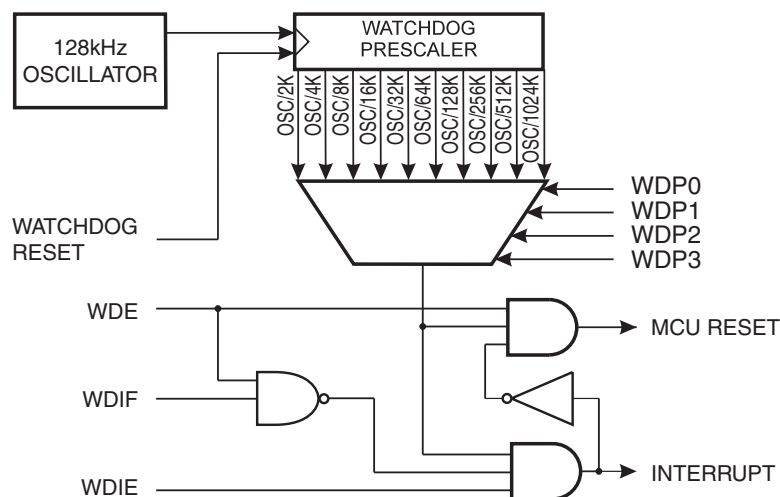 128kHz
OSCILLATOR
WATCHDOG
PRESCALER
OSC/2K
OSC/4K
OSC/8K
OSC/16K
OSC/32K
OSC/64K
OSC/128K
OSC/256K
OSC/512K
OSC/1024K
WDP0
WDP1
WDP2
WDP3
WATCHDOG
RESET
WDE
MCU RESET
WDIF
INTERRUPT
WDIE